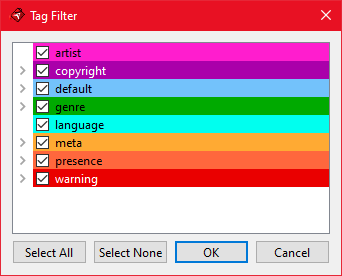 Tag Filter
artist
copyright
default
genre
language
meta
presence
warning
Select All
Select None
OK
Cancel